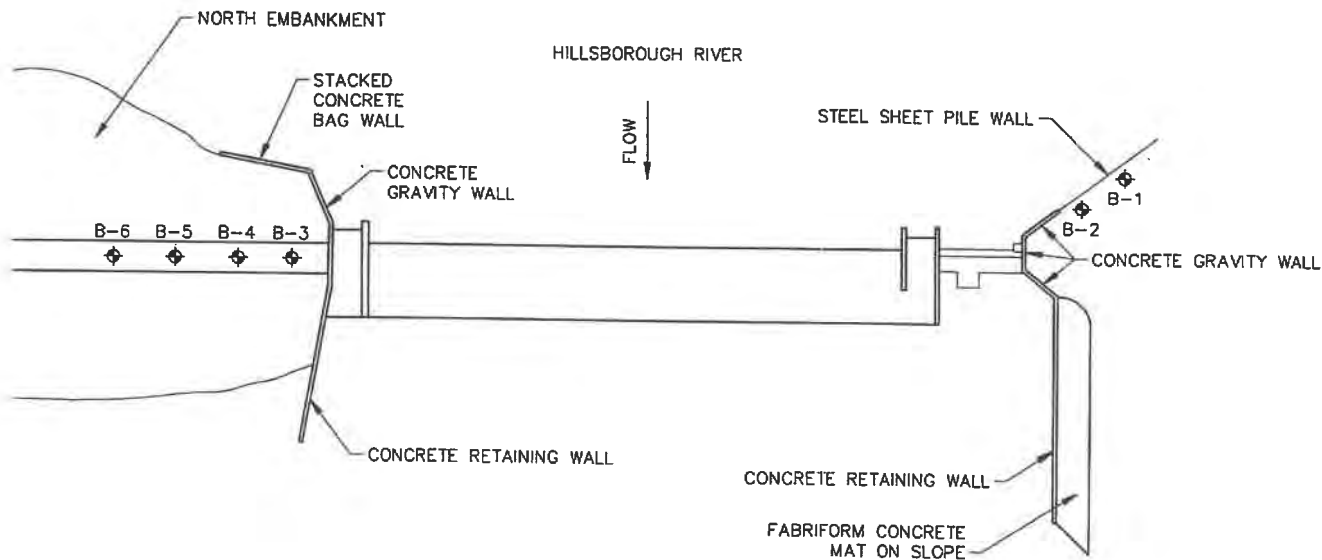 NORTH EMBANKMENT
HILLSBOROUGH RIVER
STACKED
CONCRETE
BAG WALL
STEEL SHEET PILE WALL
FLOW
CONCRETE
GRAVITY WALL
B-1
B-2
B-6 B-5 B-4 B-3
CONCRETE GRAVITY WALL
CONCRETE RETAINING WALL
CONCRETE RETAINING WALL
FABRIFORM CONCRETE
MAT ON SLOPE